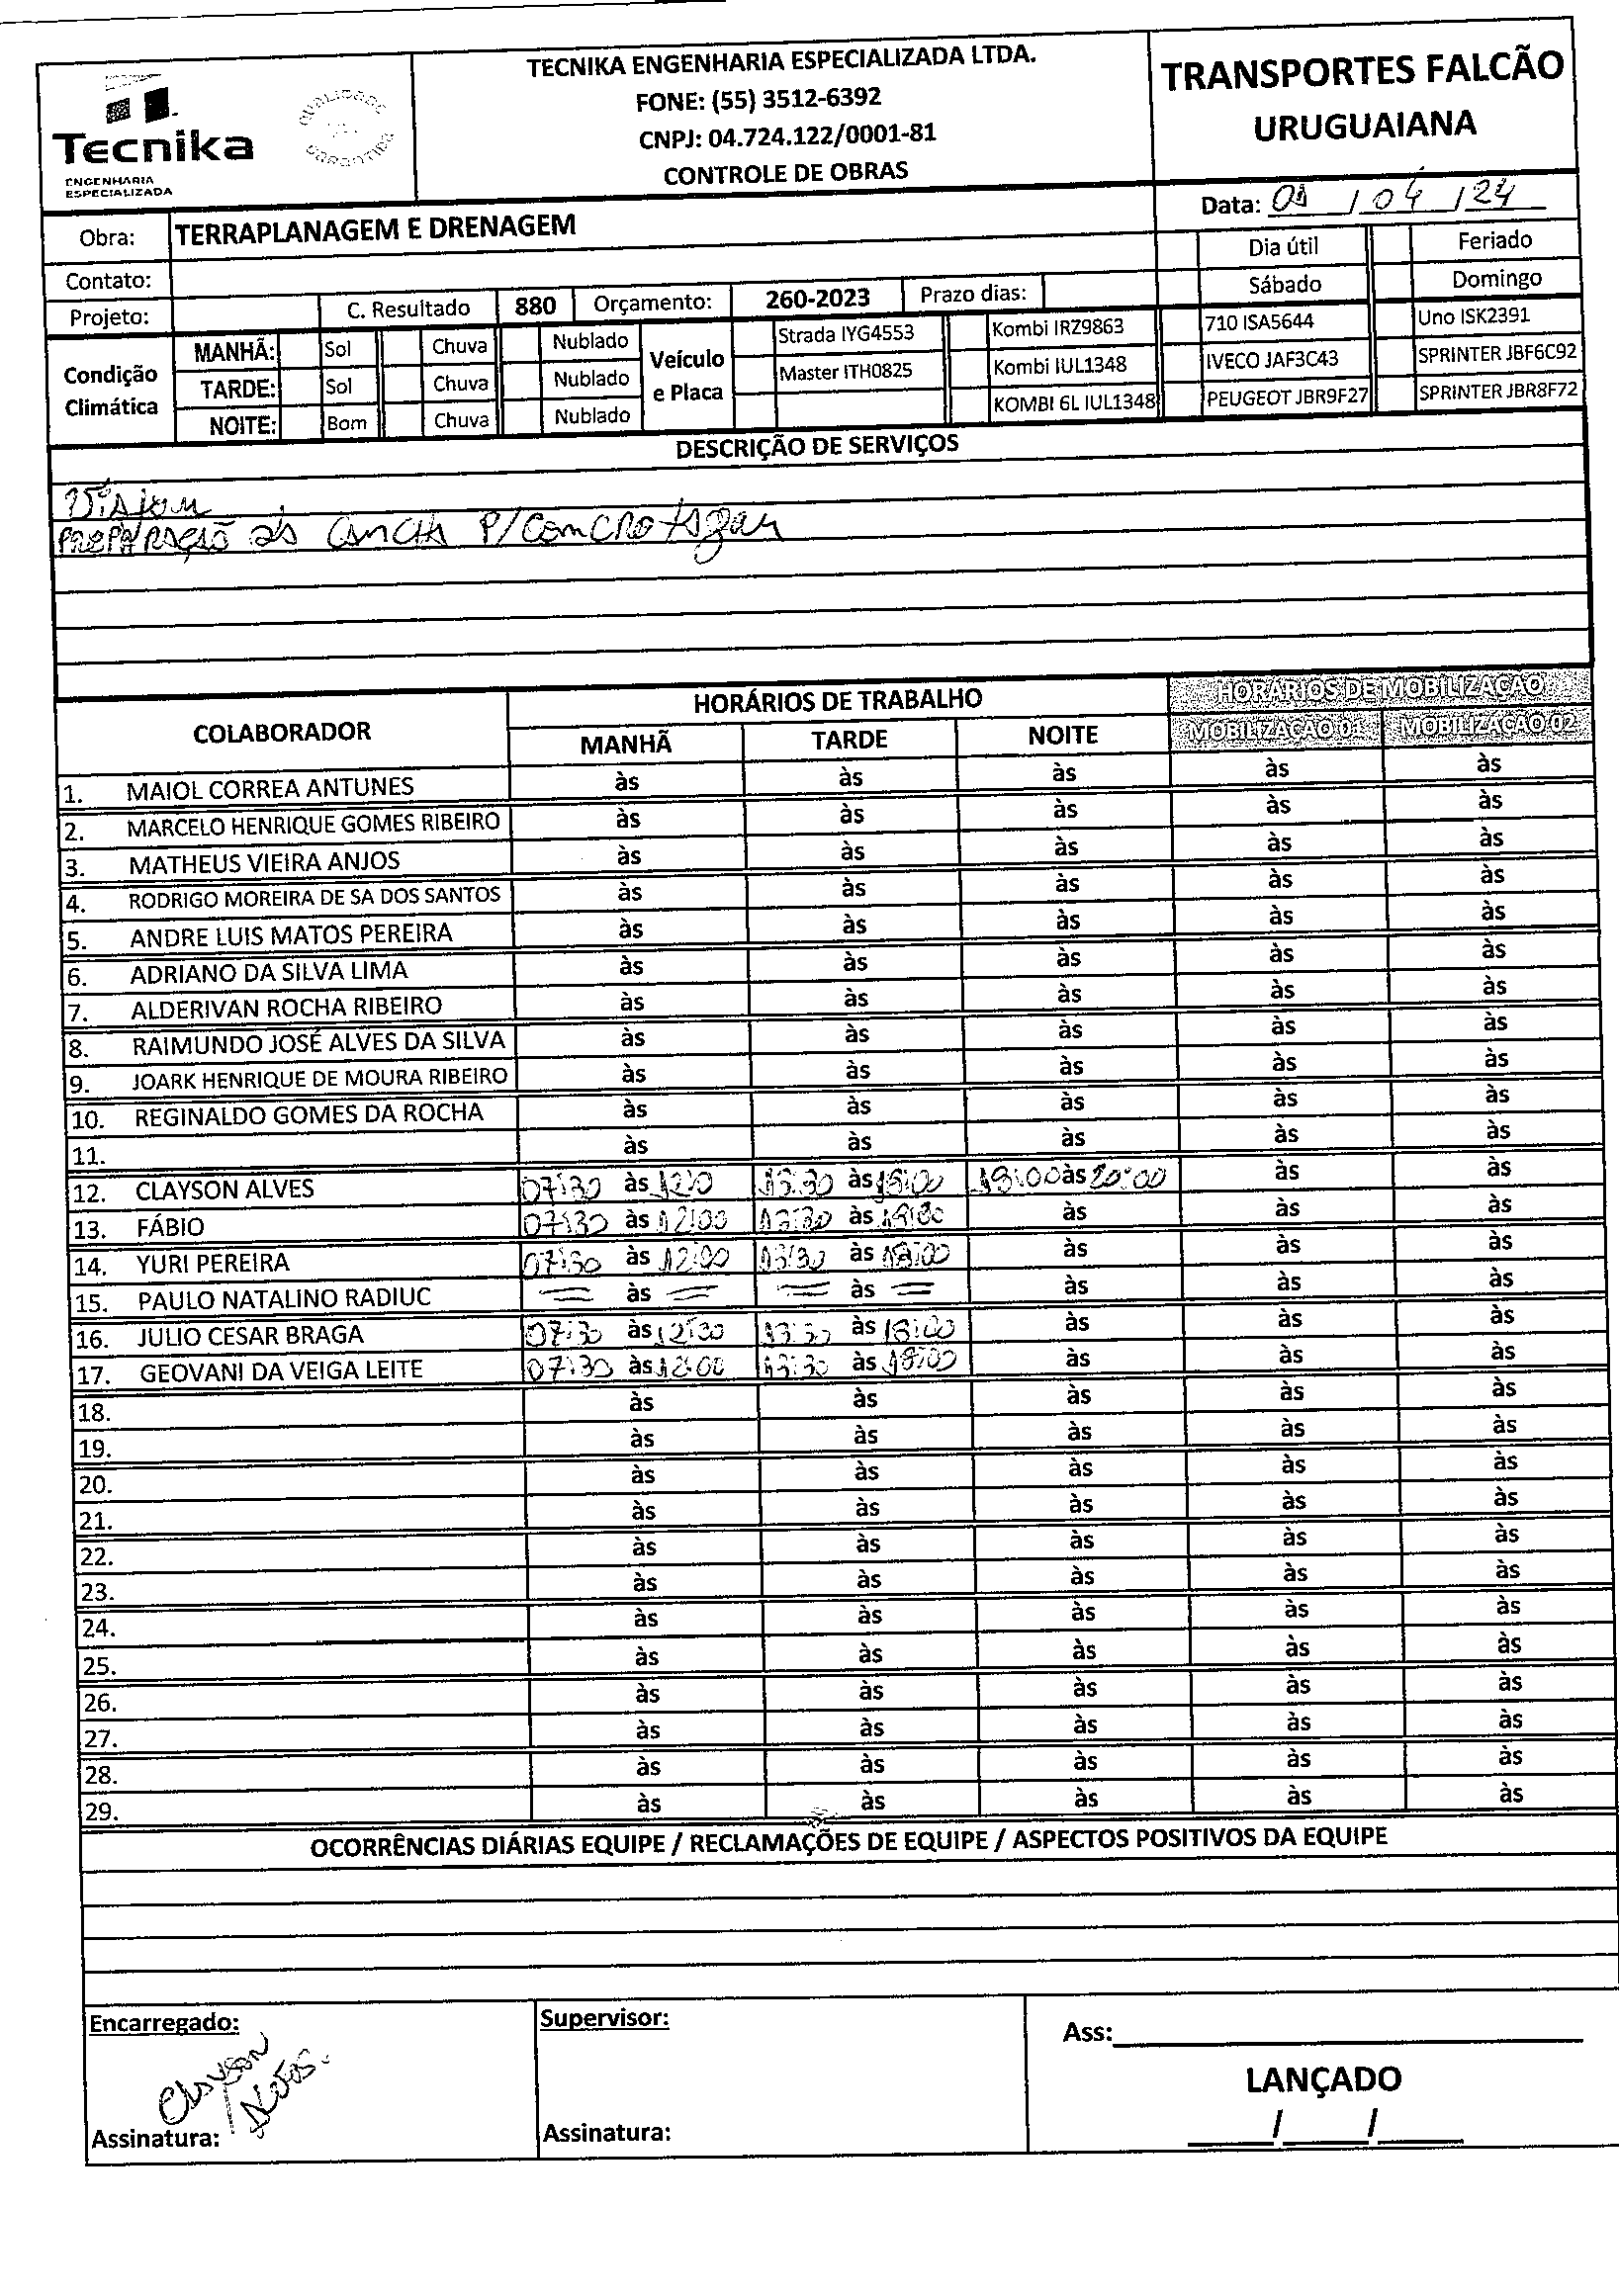 TECNIKA ENGENHARIA ESPECIALIZADA LTDA.
FONE: (55) 3512-6392
CNPJ: 04.724.122/0001-81
CONTROLE DE OBRAS
Tecnika
ENGENHARIA
ESPECIALIZADA
QUALIDADE
TRANSPORTES FALCÃO
URUGUAIANA
Data: /04/24
Obra: TERRAPLANAGEM E DRENAGEM
Dia útil Feriado
Contato:
Sábado Domingo
Projeto: C. Resultado 880 Orçamento: 260-2023 Prazo dias:
Condição Climática
MANHÃ: Sol Chuva Nublado
TARDE: Sol Chuva Nublado
NOITE: Bom Chuva Nublado
Veículo e Placa
Strada IYG4553 Kombi IRZ9863 710 ISA5644 Uno ISK2391
Master ITH0825 Kombi IUL1348 IVECO JAF3C43 SPRINTER JBF6C92
KOMBI 6L IUL1348 PEUGEOT JBR9F27 SPRINTER JBR8F72
DESCRIÇÃO DE SERVIÇOS
PREPARAÇÃO P/
COLABORADOR HORÁRIOS DE TRABALHO HORÁRIOS DE MOBILIZAÇÃO
MANHÃ TARDE NOITE MOBILIZAÇÃO 01 MOBILIZAÇÃO 02
1. MAIOL CORREA ANTUNES às às às às às
2. MARCELO HENRIQUE GOMES RIBEIRO às às às às às
3. MATHEUS VIEIRA ANJOS às às às às às
4. RODRIGO MOREIRA DE SA DOS SANTOS às às às às às
5. ANDRE LUIS MATOS PEREIRA às às às às às
6. ADRIANO DA SILVA LIMA às às às às às
7. ALDERIVAN ROCHA RIBEIRO às às às às às
8. RAIMUNDO JOSÉ ALVES DA SILVA às às às às às
9. JOARK HENRIQUE DE MOURA RIBEIRO às às às às às
10. REGINALDO GOMES DA ROCHA às às às às às
11. às às às às às
12. CLAYSON ALVES 07:30 às 13:30 às 18:00 18:00 às 20:00 às às
13. FÁBIO 07:30 às 12:00 13:30 às às às às
14. YURI PEREIRA 07:30 às 12:00 13:30 às 18:00 às às às
15. PAULO NATALINO RADIUC às às às às às
16. JULIO CESAR BRAGA 07:30 às 13:30 às 18:00 às às às
17. GEOVANI DA VEIGA LEITE 07:30 às 12:00 13:30 às 18:00 às às às
18. às às às às às
19. às às às às às
20. às às às às às
21. às às às às às
22. às às às às às
23. às às às às às
24. às às às às às
25. às às às às às
26. às às às às às
27. às às às às às
28. às às às às às
29. às às às às às
OCORRÊNCIAS DIÁRIAS EQUIPE / RECLAMAÇÕES DE EQUIPE / ASPECTOS POSITIVOS DA EQUIPE
Encarregado: Supervisor: Ass:
LANÇADO
Assinatura: Assinatura: / /